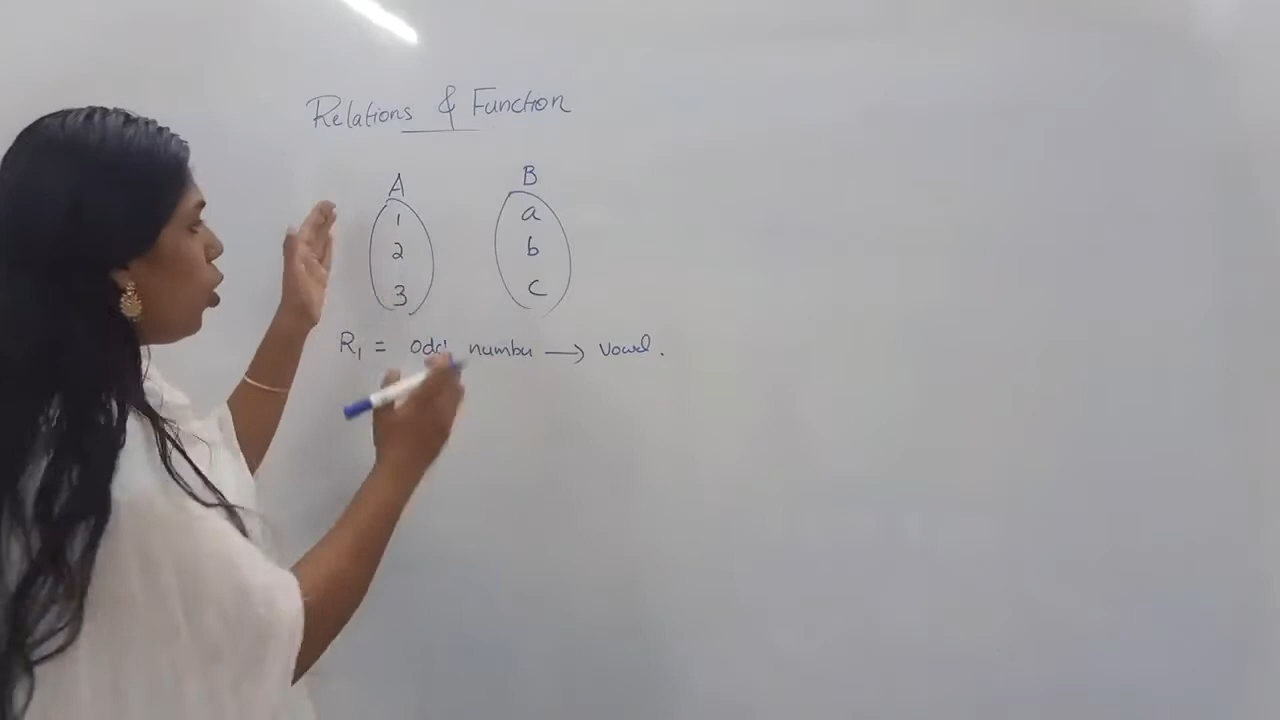 Relations & Function
A B
1 a
2 b
3 c
R₁ = odd number → vowel.